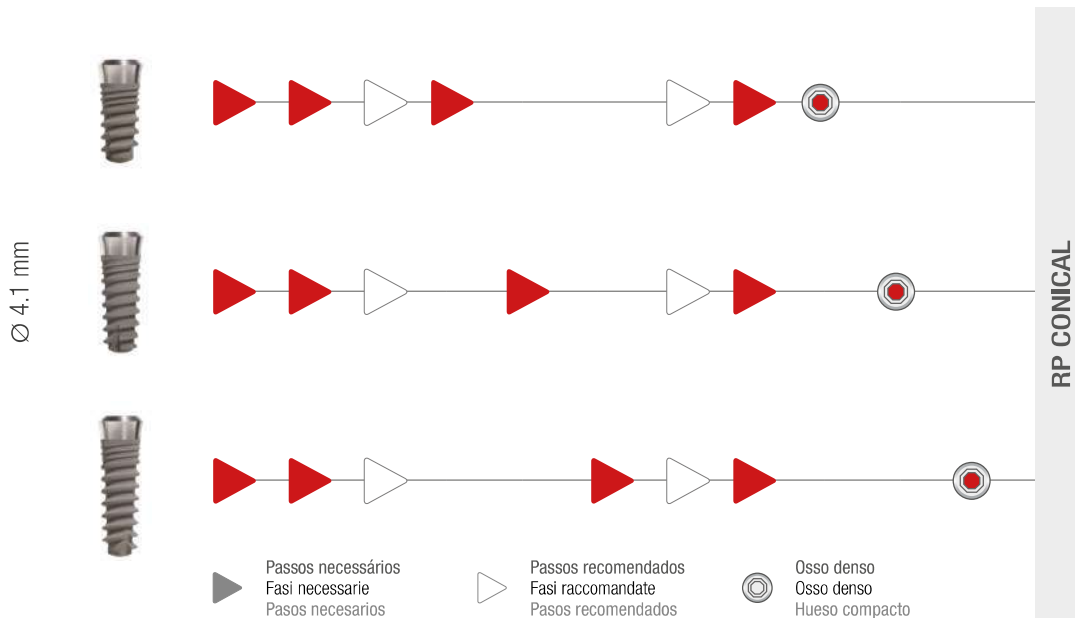 Ø 4.1 mm
RP CONICAL
Passos necessários
Fasi necessarie
Pasos necesarios
Passos recomendados
Fasi raccomandate
Pasos recomendados
Osso denso
Osso denso
Hueso compacto